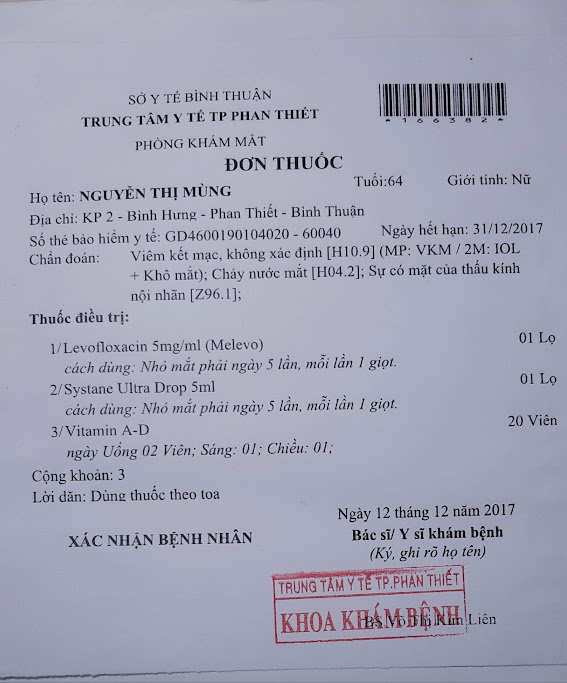 SỞ Y TẾ BÌNH THUẬN
TRUNG TÂM Y TẾ TP PHAN THIẾT
*166382*
PHÒNG KHÁM MẮT
ĐƠN THUỐC
Họ tên: NGUYỄN THỊ MÙNG Tuổi:64 Giới tính: Nữ
Địa chỉ: KP 2 - Bình Hưng - Phan Thiết - Bình Thuận
Số thẻ bảo hiểm y tế: GD4600190104020 - 60040 Ngày hết hạn: 31/12/2017
Chẩn đoán: Viêm kết mạc, không xác định [H10.9] (MP: VKM / 2M: IOL
+ Khô mắt); Chảy nước mắt [H04.2]; Sự có mặt của thấu kính
nội nhãn [Z96.1];
Thuốc điều trị:
1/Levofloxacin 5mg/ml (Melevo) 01 Lọ
cách dùng: Nhỏ mắt phải ngày 5 lần, mỗi lần 1 giọt.
2/Systane Ultra Drop 5ml 01 Lọ
cách dùng: Nhỏ mắt phải ngày 5 lần, mỗi lần 1 giọt.
3/Vitamin A-D 20 Viên
ngày Uống 02 Viên; Sáng: 01; Chiều: 01;
Cộng khoản: 3
Lời dặn: Dùng thuốc theo toa
Ngày 12 tháng 12 năm 2017
XÁC NHẬN BỆNH NHÂN Bác sĩ/ Y sĩ khám bệnh
(Ký, ghi rõ họ tên)
TRUNG TÂM Y TẾ TP.PHAN THIẾT
KHOA KHÁM BỆNH
BS Võ Thị Kim Liên